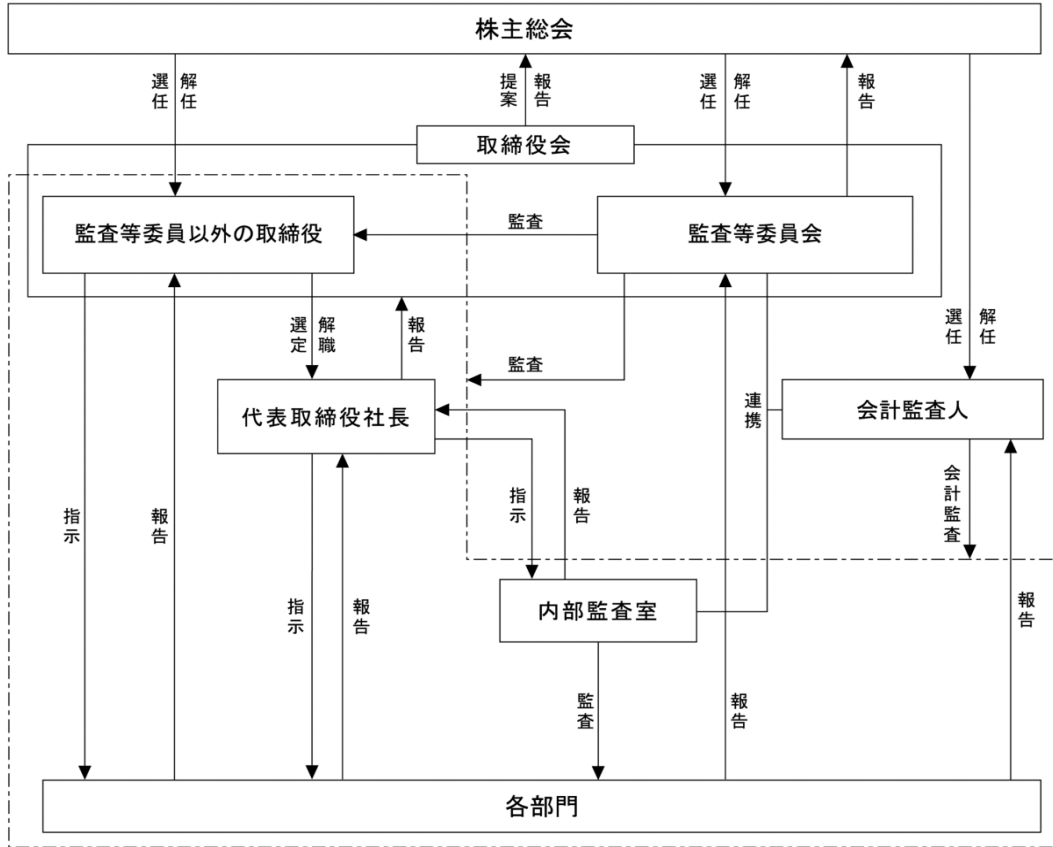 株主総会
選任
解任
提案
報告
選任
解任
報告
取締役会
監査等委員以外の取締役
監査
監査等委員会
選定
解職
報告
監査
選任
解任
代表取締役社長
連携
会計監査人
指示
報告
指示
報告
会計監査
内部監査室
指示
報告
報告
監査
報告
各部門